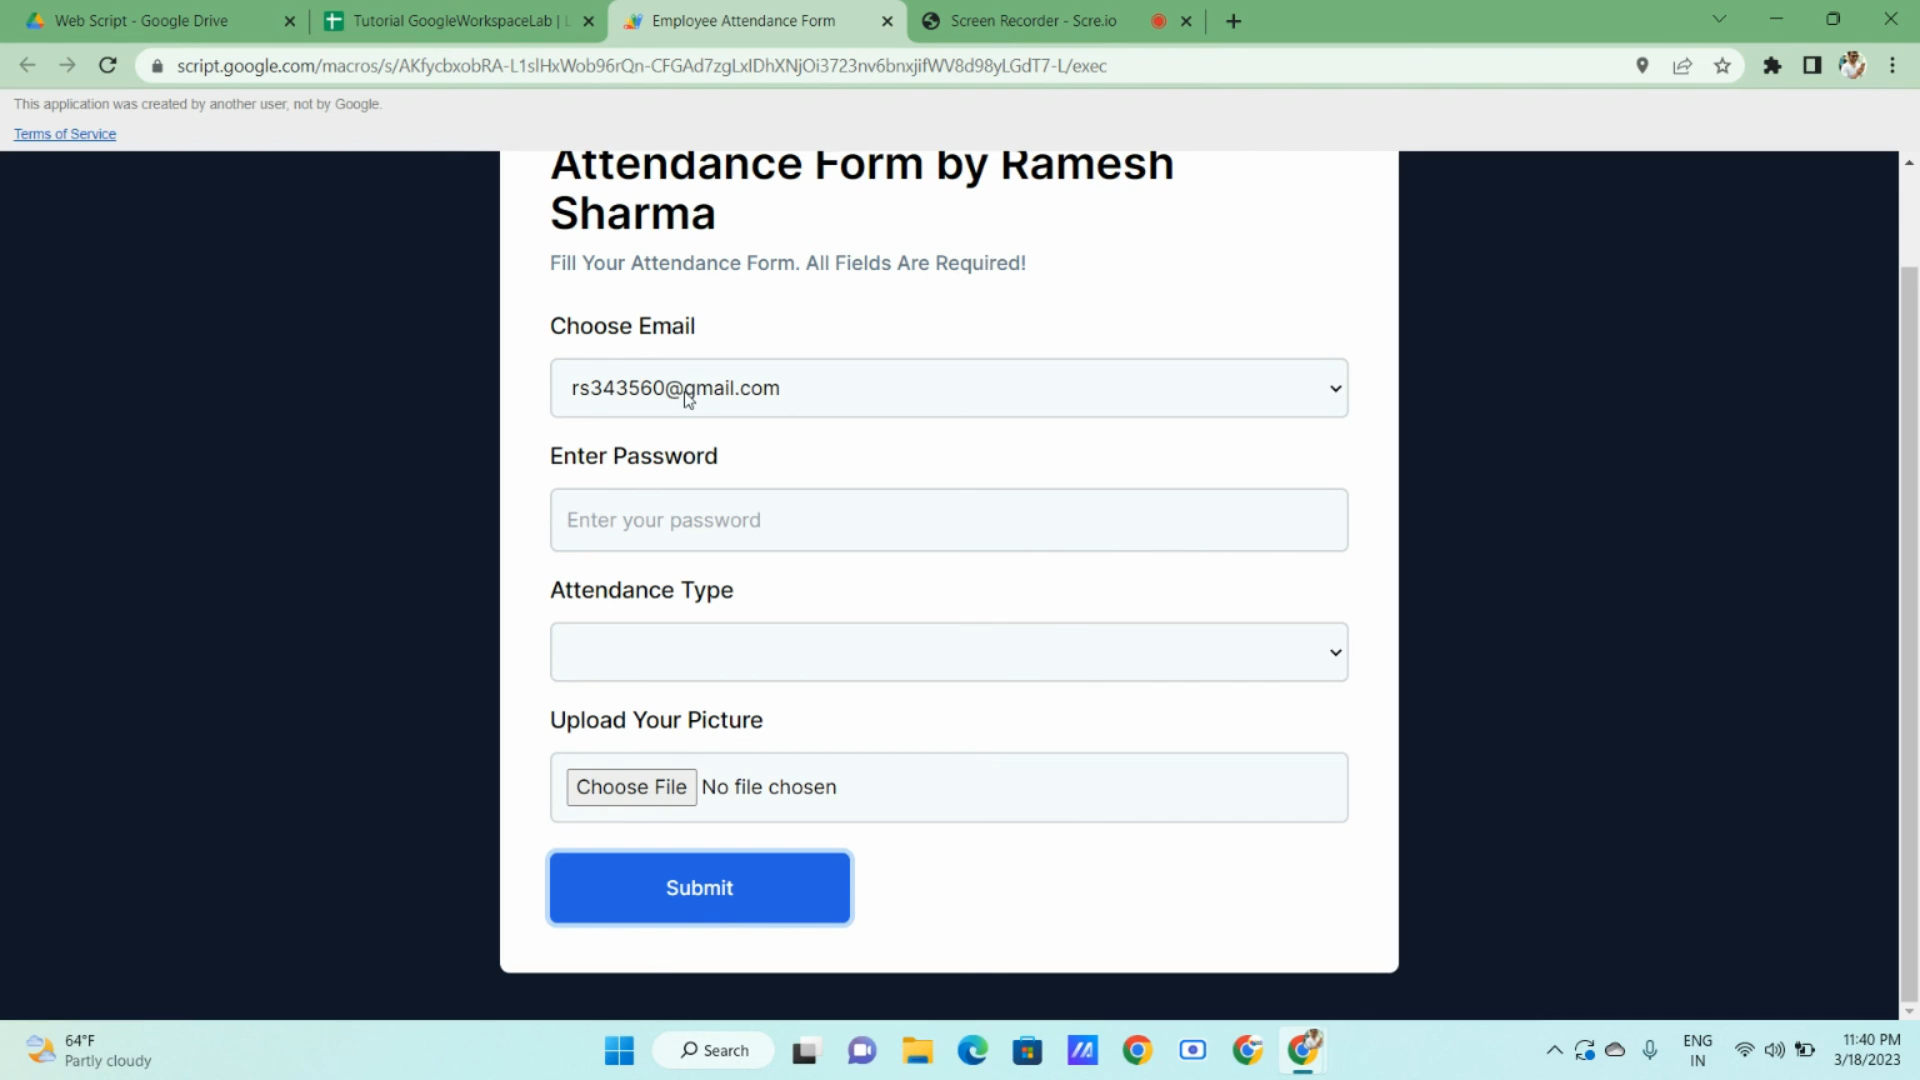 Web Script - Google Drive
Tutorial GoogleWorkspaceLab |
Employee Attendance Form
Screen Recorder - Scre.io
script.google.com/macros/s/AKfycbxobRA-L1slHxWob96rQn-CFGAd7zgLxIDhXNjOi3723nv6bnxjifWV8d98yLGdT7-L/exec
This application was created by another user, not by Google.
Terms of Service
Attendance Form by Ramesh
Sharma
Fill Your Attendance Form. All Fields Are Required!
Choose Email
rs343560@gmail.com
Enter Password
Enter your password
Attendance Type
Upload Your Picture
Choose File No file chosen
Submit
64°F
Partly cloudy
Search
ENG
IN
11:40 PM
3/18/2023